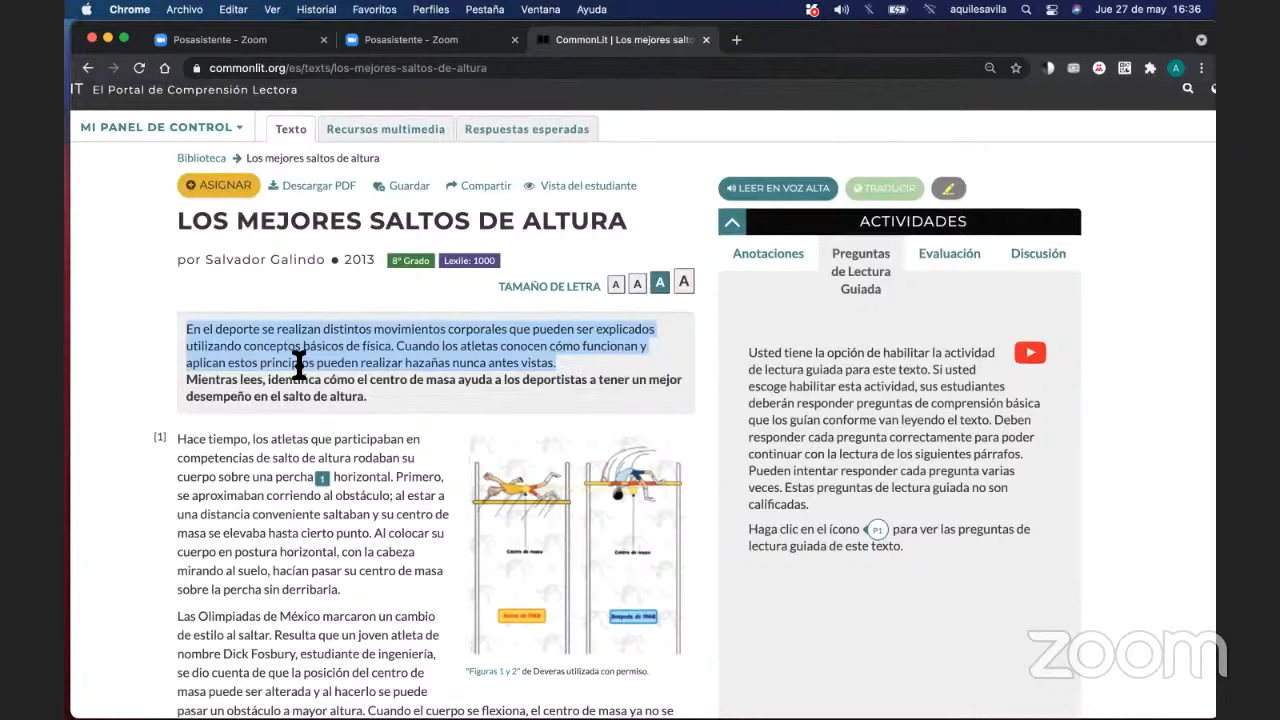 Chrome Archivo Editar Ver Historial Favoritos Perfiles Pestaña Ventana Ayuda aquilesavila Jue 27 de may 16:36
Posasistente - Zoom Posasistente - Zoom CommonLit | Los mejores salto
commonlit.org/es/texts/los-mejores-saltos-de-altura A
IT El Portal de Comprensión Lectora
MI PANEL DE CONTROL Texto Recursos multimedia Respuestas esperadas
Biblioteca → Los mejores saltos de altura
ASIGNAR Descargar PDF Guardar Compartir Vista del estudiante
LOS MEJORES SALTOS DE ALTURA
por Salvador Galindo ● 2013 8º Grado Lexile: 1000
TAMAÑO DE LETRA A A A A
En el deporte se realizan distintos movimientos corporales que pueden ser explicados
utilizando conceptos básicos de física. Cuando los atletas conocen cómo funcionan y
aplican estos principios pueden realizar hazañas nunca antes vistas.
Mientras lees, identifica cómo el centro de masa ayuda a los deportistas a tener un mejor
desempeño en el salto de altura.
[1] Hace tiempo, los atletas que participaban en
competencias de salto de altura rodaban su
cuerpo sobre una percha 1 horizontal. Primero,
se aproximaban corriendo al obstáculo; al estar a
una distancia conveniente saltaban y su centro de
masa se elevaba hasta cierto punto. Al colocar su
cuerpo en postura horizontal, con la cabeza
mirando al suelo, hacían pasar su centro de masa
sobre la percha sin derribarla.
Las Olimpiadas de México marcaron un cambio
de estilo al saltar. Resulta que un joven atleta de
nombre Dick Fosbury, estudiante de ingeniería,
se dio cuenta de que la posición del centro de
masa puede ser alterada y al hacerlo se puede
pasar un obstáculo a mayor altura. Cuando el cuerpo se flexiona, el centro de masa ya no se
Centro de masa Centro de masa
Antes de 1968 Después de 1968
"Figuras 1 y 2" de Deveras utilizada con permiso.
LEER EN VOZ ALTA TRADUCIR
ACTIVIDADES
Anotaciones Preguntas Evaluación Discusión
de Lectura
Guiada
Usted tiene la opción de habilitar la actividad
de lectura guiada para este texto. Si usted
escoge habilitar esta actividad, sus estudiantes
deberán responder preguntas de comprensión básica
que los guían conforme van leyendo el texto. Deben
responder cada pregunta correctamente para poder
continuar con la lectura de los siguientes párrafos.
Pueden intentar responder cada pregunta varias
veces. Estas preguntas de lectura guiada no son
calificadas.
Haga clic en el ícono P1 para ver las preguntas de
lectura guiada de este texto.
zoom